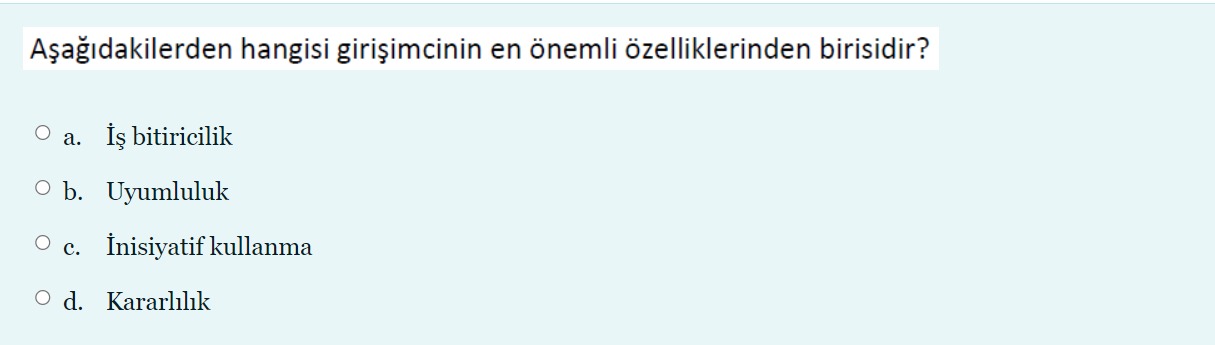 Aşağıdakilerden hangisi girişimcinin en önemli özelliklerinden birisidir?
a. İş bitiricilik
b. Uyumluluk
c. İnisiyatif kullanma
d. Kararlılık